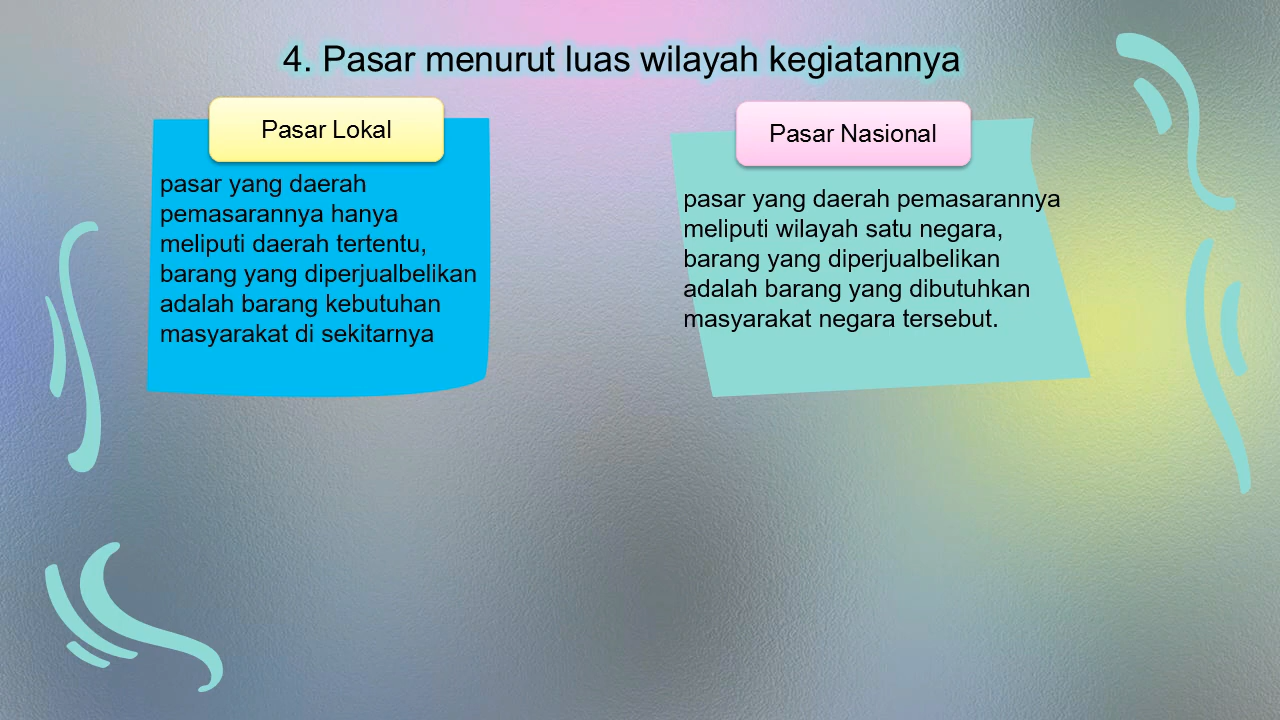 4. Pasar menurut luas wilayah kegiatannya
Pasar Lokal
pasar yang daerah
pemasarannya hanya
meliputi daerah tertentu,
barang yang diperjualbelikan
adalah barang kebutuhan
masyarakat di sekitarnya
Pasar Nasional
pasar yang daerah pemasarannya
meliputi wilayah satu negara,
barang yang diperjualbelikan
adalah barang yang dibutuhkan
masyarakat negara tersebut.